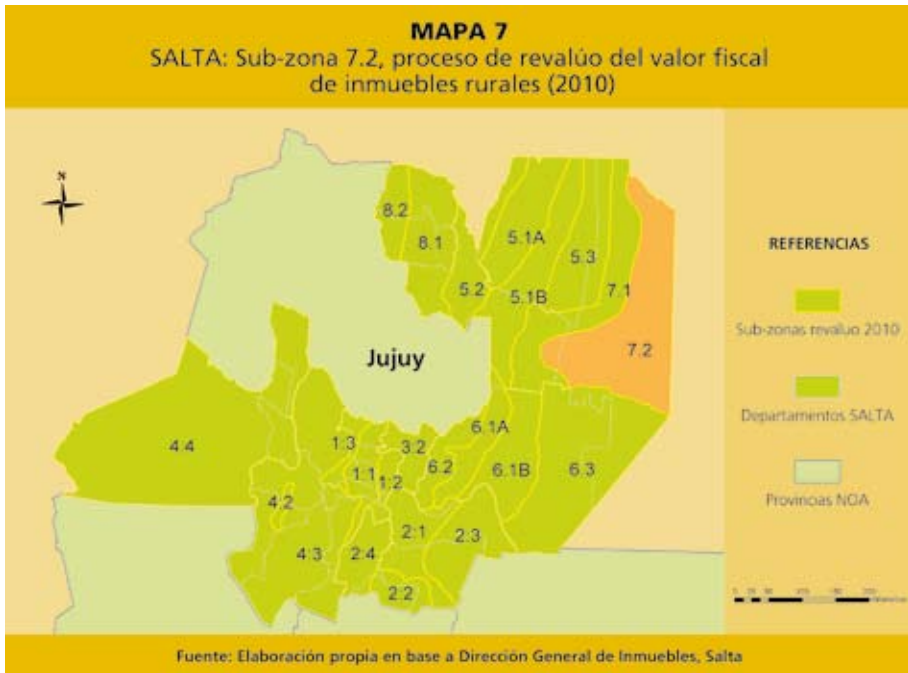 MAPA 7
SALTA: Sub-zona 7.2, proceso de revalúo del valor fiscal
de inmuebles rurales (2010)
N
8.2
8.1
5.1A
5.3
5.2
5.1B
7.1
7.2
Jujuy
REFERENCIAS
Sub-zonas revaluo 2010
Departamentos SALTA
Provincias NOA
4:4
1:3
3:2
6.1A
1:1
1:2
6:2
6.1B
6.3
4:2
2:1
2:3
4:3
2:4
2:2
Fuente: Elaboración propia en base a Dirección General de Inmuebles, Salta